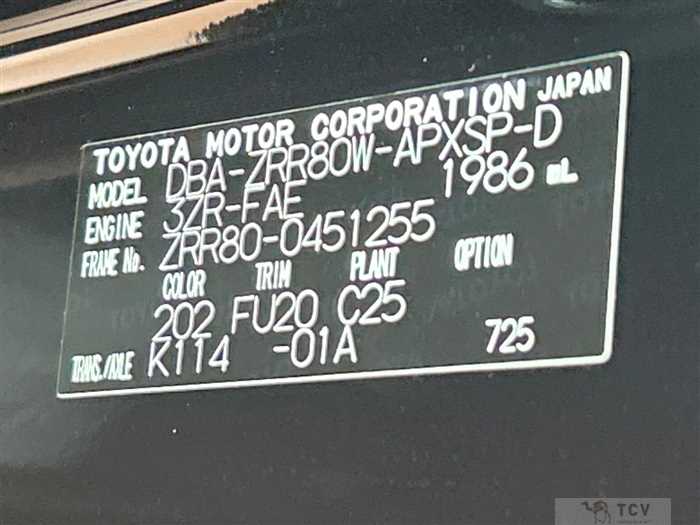 TOYOTA MOTOR CORPORATION JAPAN
MODEL DBA-ZRR80W-APXSP-D
ENGINE 3ZR-FAE 1986 mL
FRAME No. ZRR80-0451255
COLOR TRIM PLANT OPTION
202 FU20 C25
TRANS./AXLE K114 -01A 725
TCV